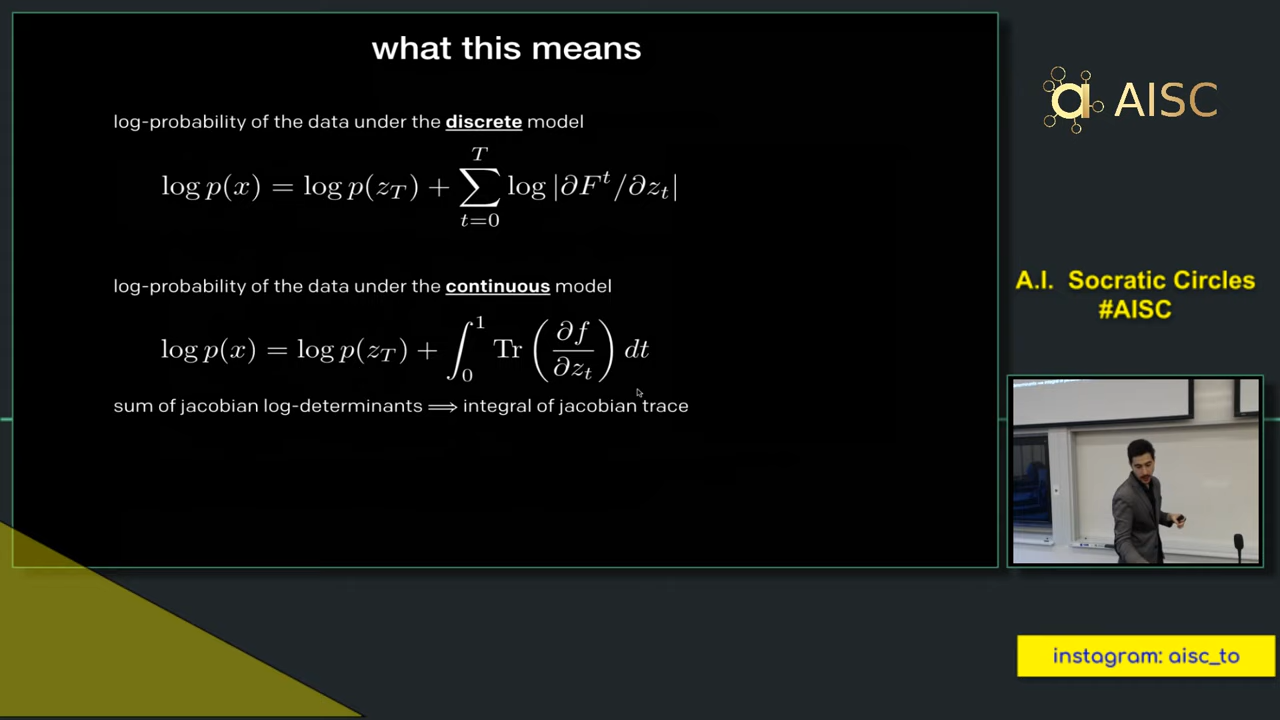 what this means
log-probability of the data under the discrete model
log p(x) = log p(z_T) + \sum_{t=0}^{T} log |∂F^t/∂z_t|
log-probability of the data under the continuous model
log p(x) = log p(z_T) + \int_0^1 Tr (∂f/∂z_t) dt
sum of jacobian log-determinants ⟹ integral of jacobian trace
AISC
A.I. Socratic Circles
#AISC
instagram: aisc_to